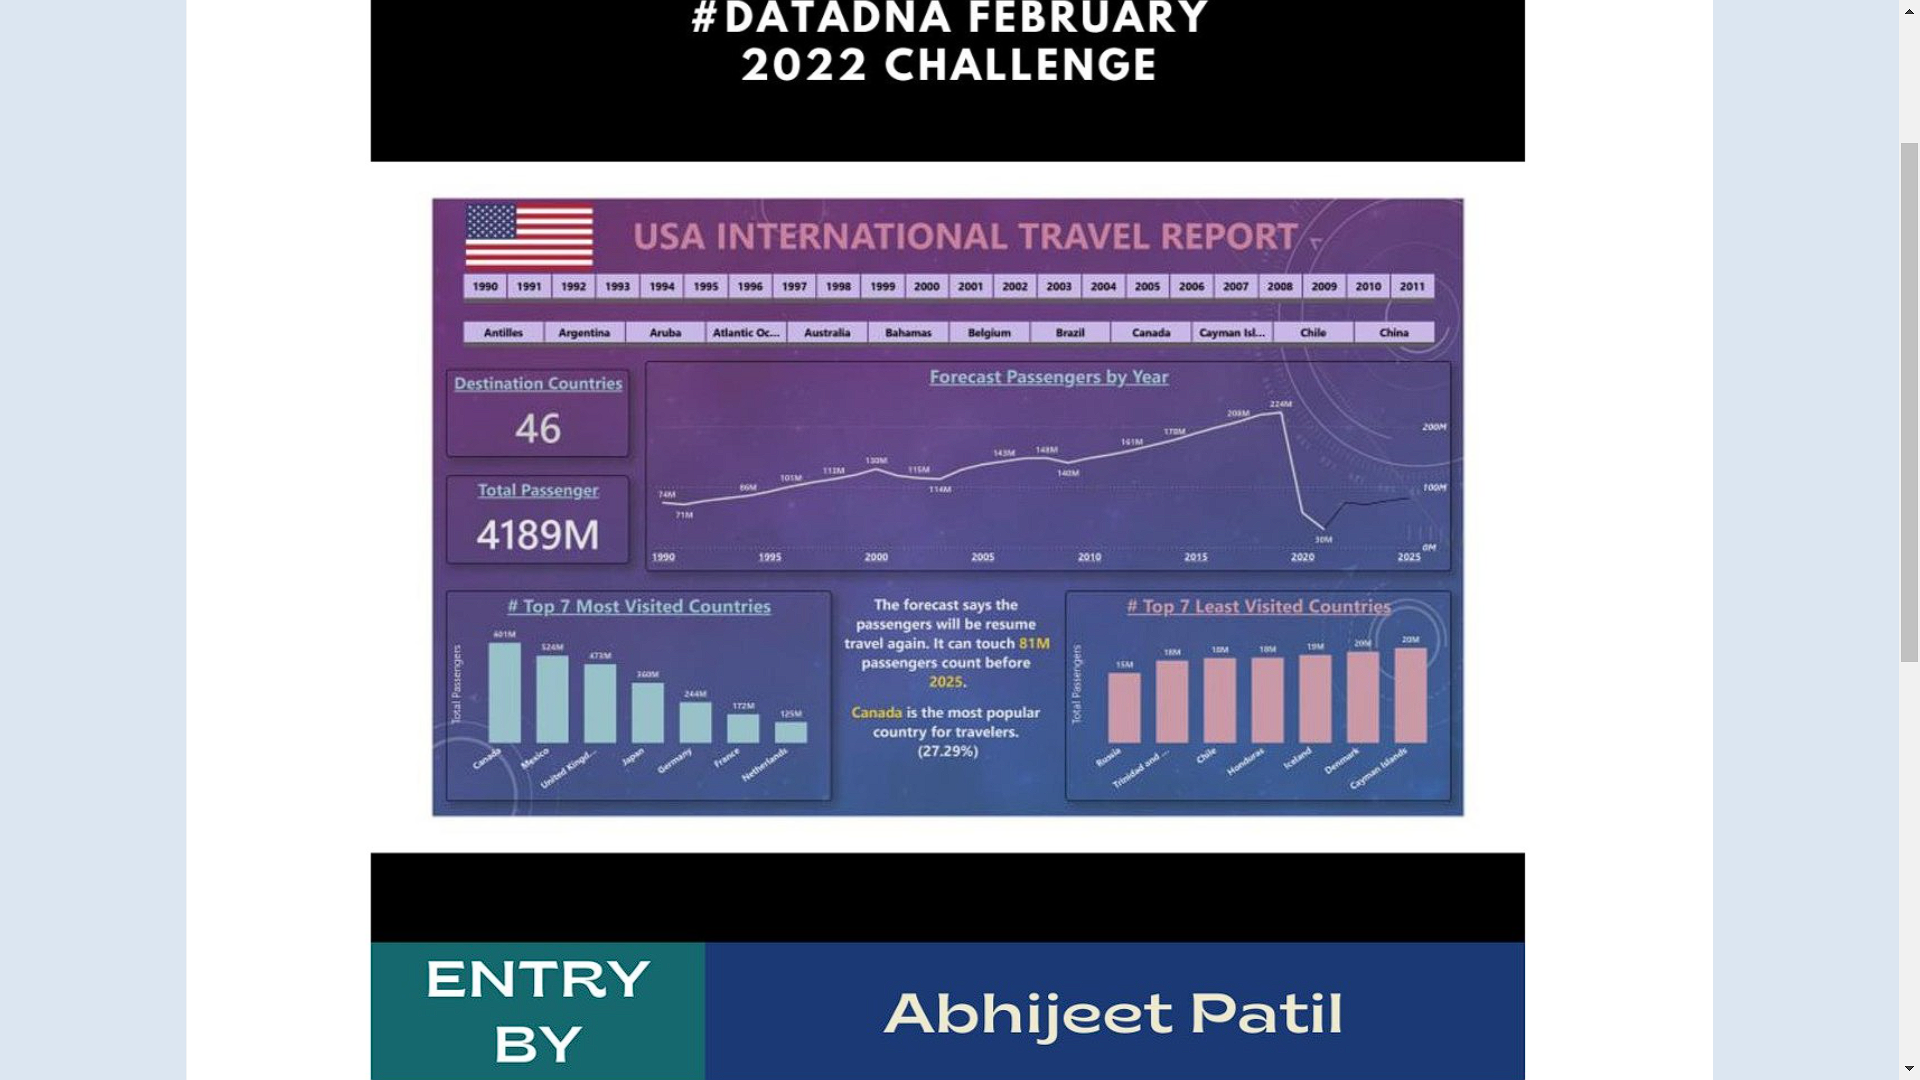 #DATADNA FEBRUARY
2022 CHALLENGE
USA INTERNATIONAL TRAVEL REPORT
1990 1991 1992 1993 1994 1995 1996 1997 1998 1999 2000 2001 2002 2003 2004 2005 2006 2007 2008 2009 2010 2011
Antilles Argentina Aruba Atlantic Oc... Australia Bahamas Belgium Brazil Canada Cayman Isl... Chile China
Destination Countries
46
Total Passenger
4189M
Forecast Passengers by Year
74M 71M 86M 101M 113M 130M 115M 114M 143M 148M 140M 161M 178M 208M 224M 30M
200M
100M
0M
1990 1995 2000 2005 2010 2015 2020 2025
# Top 7 Most Visited Countries
Total Passengers
601M 524M 473M 360M 244M 172M 125M
Canada Mexico United Kingd... Japan Germany France Netherlands
The forecast says the
passengers will be resume
travel again. It can touch 81M
passengers count before
2025.
Canada is the most popular
country for travelers.
(27.29%)
# Top 7 Least Visited Countries
Total Passengers
15M 18M 18M 18M 19M 20M 20M
Russia Trinidad and ... Chile Honduras Iceland Denmark Cayman Islands
ENTRY
BY
Abhijeet Patil